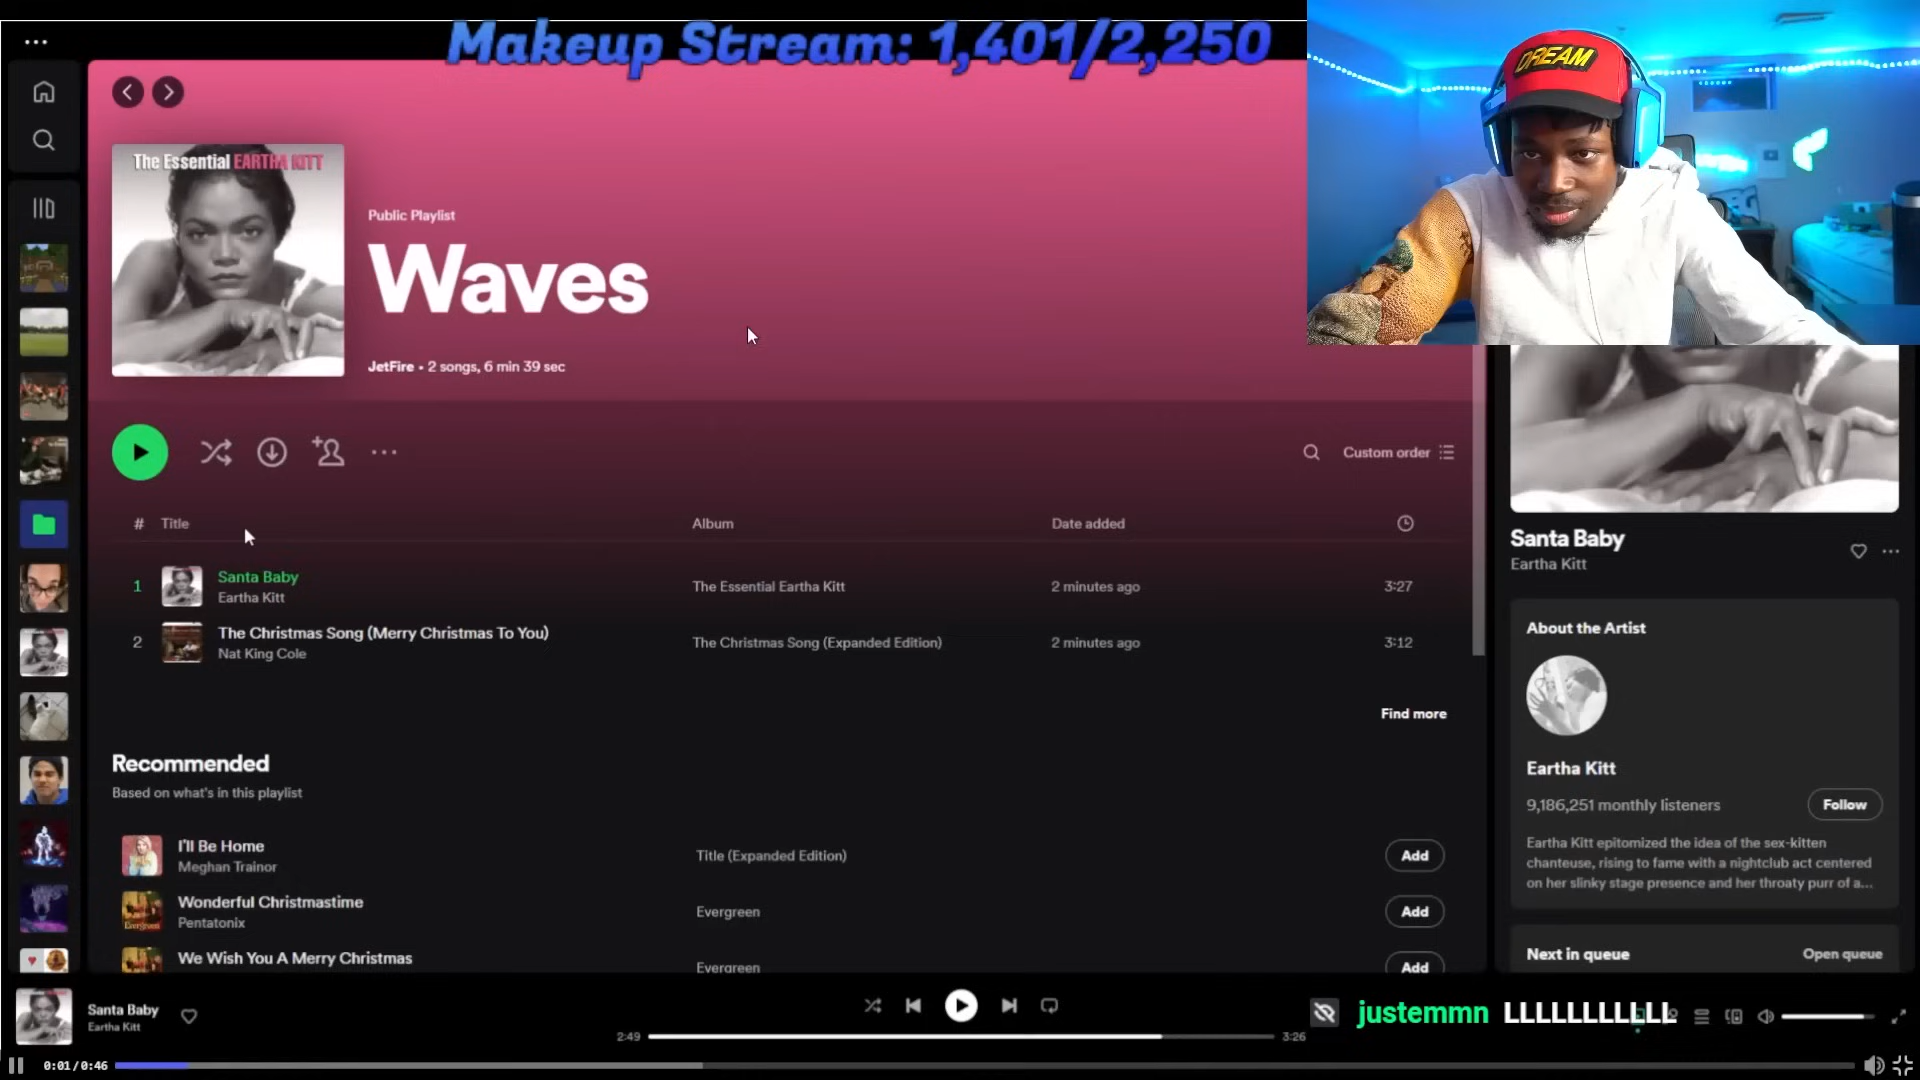 Makeup Stream: 1,401/2,250
DREAM
The Essential EARTHA KITT
Public Playlist
Waves
JetFire • 2 songs, 6 min 39 sec
Custom order
# Title Album Date added
1 Santa Baby The Essential Eartha Kitt 2 minutes ago 3:27
Eartha Kitt
2 The Christmas Song (Merry Christmas To You) The Christmas Song (Expanded Edition) 2 minutes ago 3:12
Nat King Cole
Find more
Recommended
Based on what's in this playlist
I'll Be Home Title (Expanded Edition) Add
Meghan Trainor
Wonderful Christmastime Evergreen Add
Pentatonix
We Wish You A Merry Christmas Evergreen Add
Santa Baby
Eartha Kitt
About the Artist
Eartha Kitt
9,186,251 monthly listeners Follow
Eartha Kitt epitomized the idea of the sex-kitten
chanteuse, rising to fame with a nightclub act centered
on her slinky stage presence and her throaty purr of a...
Next in queue Open queue
Santa Baby
Eartha Kitt
2:49 3:26
justemmn LLLLLLLLLLL
0:01/0:46